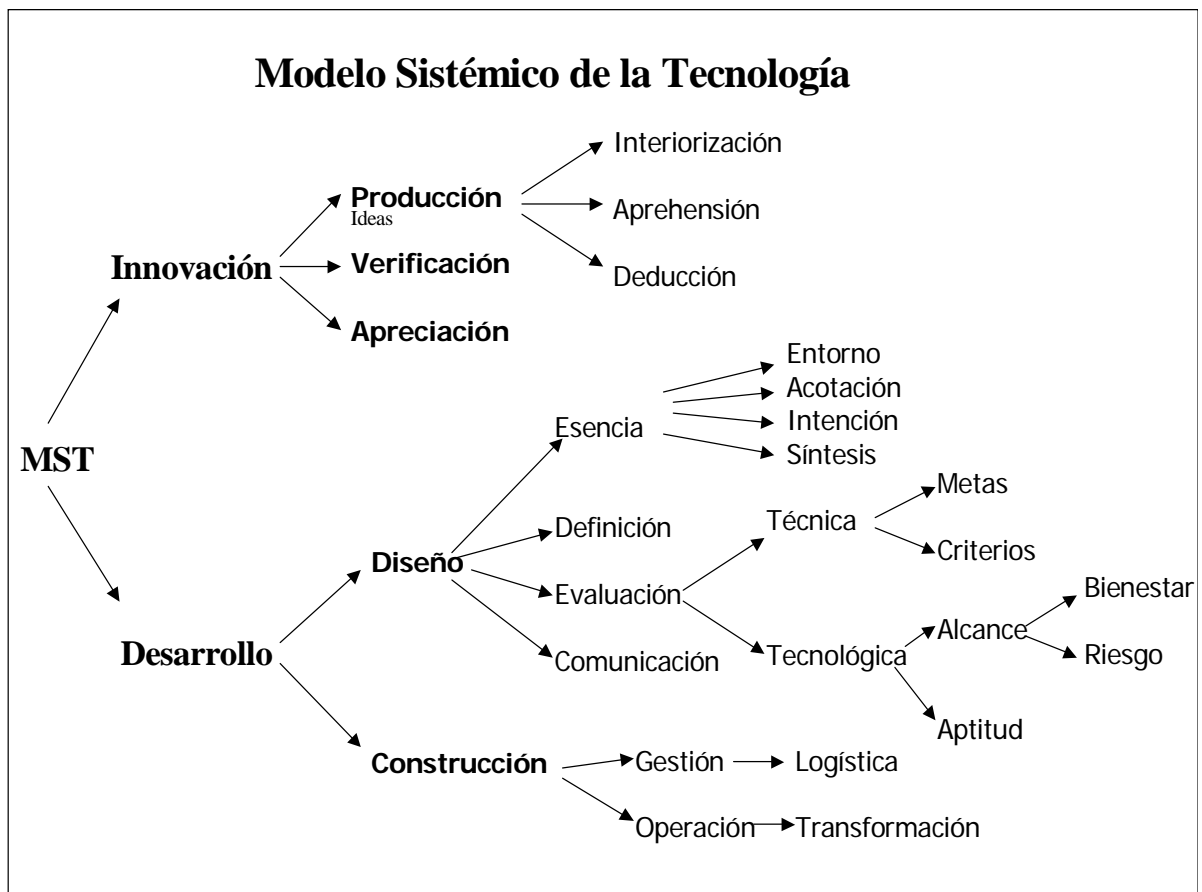 Modelo Sistémico de la Tecnología
Interiorización
Producción
Ideas
Aprehensión
Innovación
Verificación
Deducción
Apreciación
Entorno
Acotación
Esencia
Intención
Síntesis
MST
Metas
Técnica
Definición
Criterios
Diseño
Evaluación
Bienestar
Alcance
Desarrollo
Comunicación
Tecnológica
Riesgo
Aptitud
Construcción
Gestión
Logística
Operación
Transformación